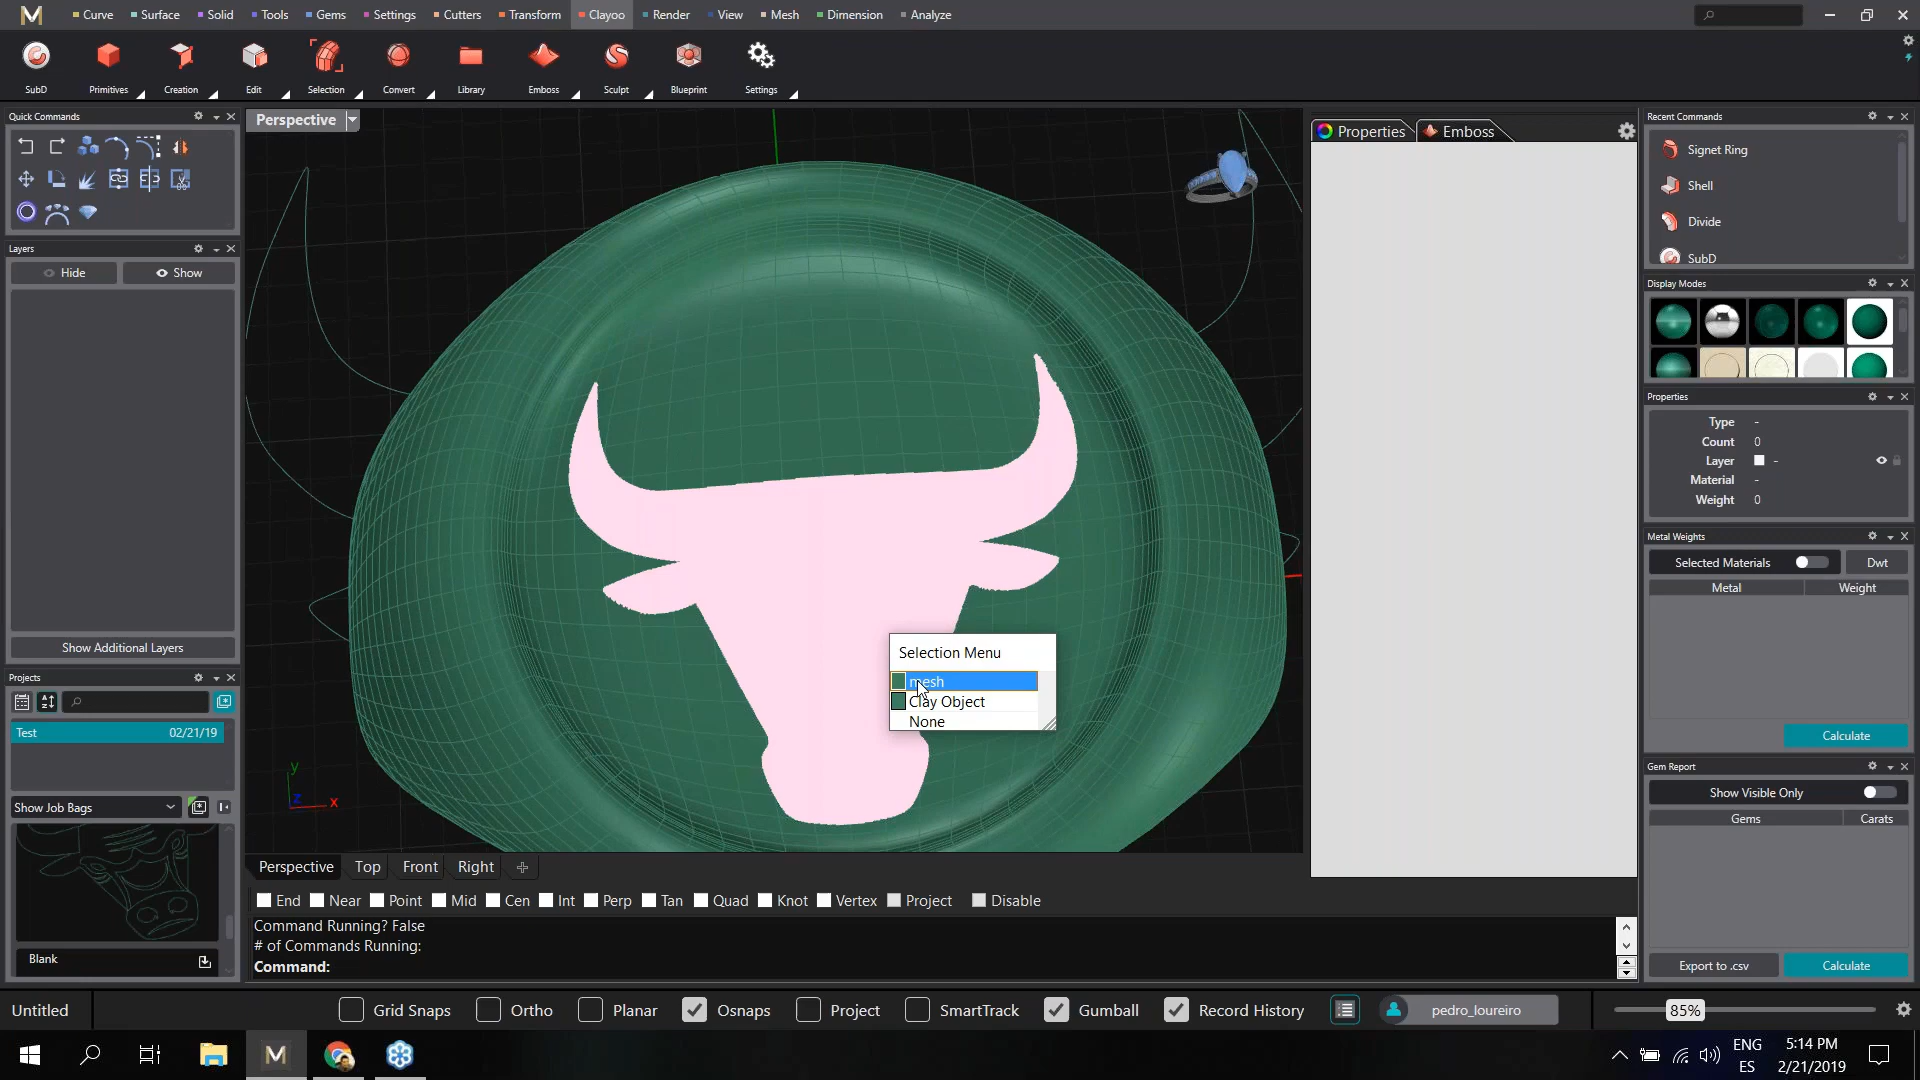 M Curve Surface Solid Tools Gems Settings Cutters Transform Clayoo Render View Mesh Dimension Analyze
SubD Primitives Creation Edit Selection Convert Library Emboss Sculpt Blueprint Settings
Quick Commands
Layers
Hide Show
Show Additional Layers
Projects
Test 02/21/19
Show Job Bags
Blank
Perspective
Selection Menu
mesh
Clay Object
None
y
z x
Perspective Top Front Right
End Near Point Mid Cen Int Perp Tan Quad Knot Vertex Project Disable
Command Running? False
# of Commands Running:
Command:
Properties Emboss
Recent Commands
Signet Ring
Shell
Divide
SubD
Display Modes
Properties
Type -
Count 0
Layer -
Material -
Weight 0
Metal Weights
Selected Materials Dwt
Metal Weight
Calculate
Gem Report
Show Visible Only
Gems Carats
Export to .csv Calculate
Untitled Grid Snaps Ortho Planar Osnaps Project SmartTrack Gumball Record History pedro_loureiro 85%
M ENG 5:14 PM
ES 2/21/2019